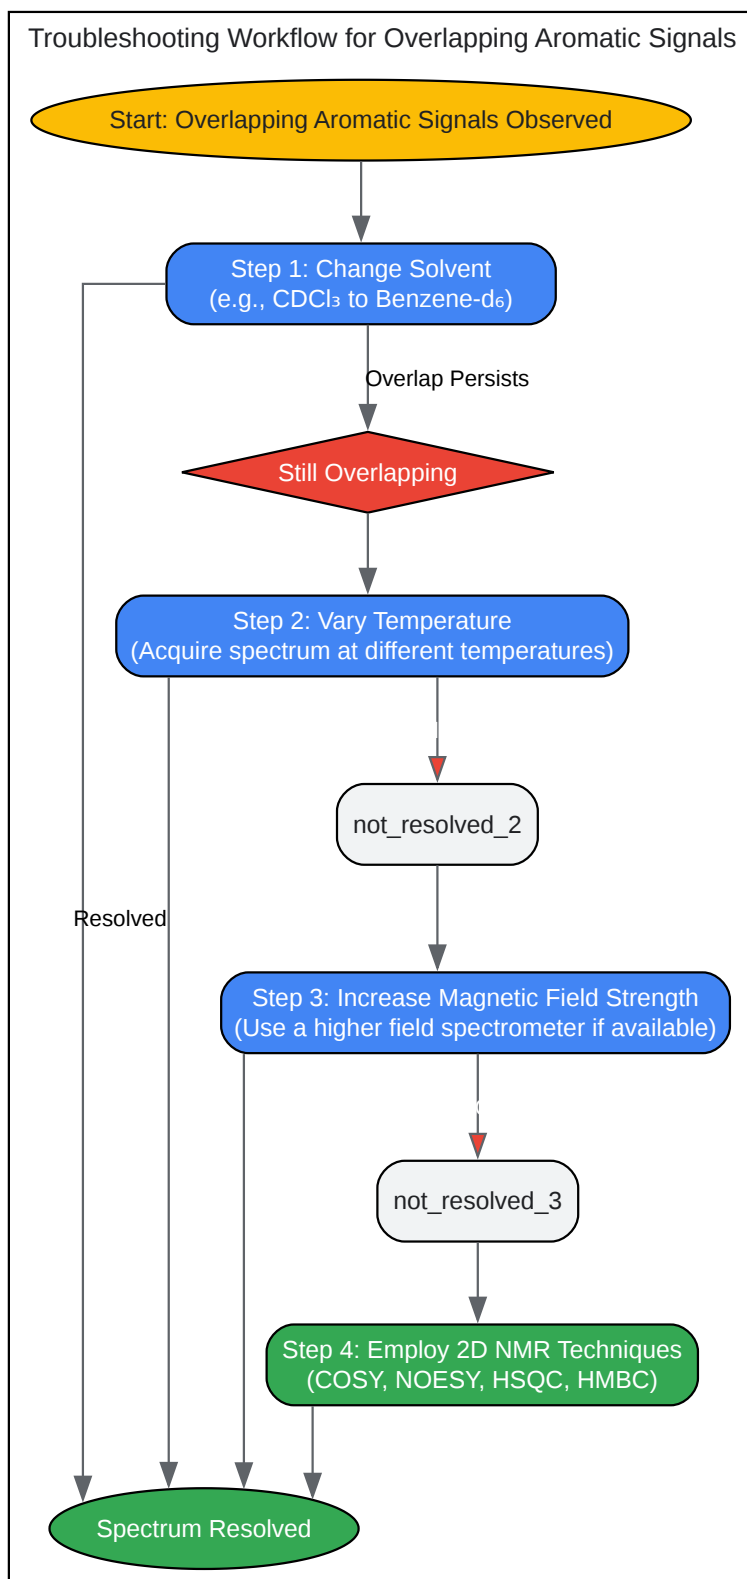 Troubleshooting Workflow for Overlapping Aromatic Signals
Start: Overlapping Aromatic Signals Observed
Step 1: Change Solvent
(e.g., CDCl₃ to Benzene-d₆)
Overlap Persists
Still Overlapping
Step 2: Vary Temperature
(Acquire spectrum at different temperatures)
not_resolved_2
Resolved
Step 3: Increase Magnetic Field Strength
(Use a higher field spectrometer if available)
not_resolved_3
Step 4: Employ 2D NMR Techniques
(COSY, NOESY, HSQC, HMBC)
Spectrum Resolved